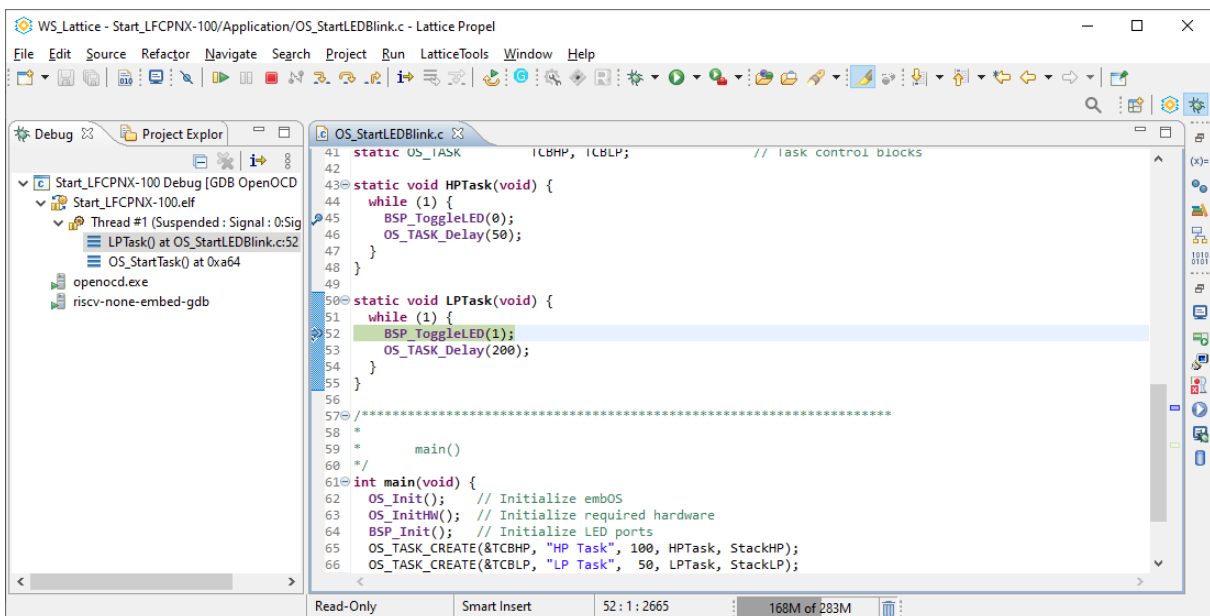 WS_Lattice - Start_LFCPNX-100/Application/OS_StartLEDBlink.c - Lattice Propel
File Edit Source Refactor Navigate Search Project Run LatticeTools Window Help
Debug Project Explor
Start_LFCPNX-100 Debug [GDB OpenOCD
Start_LFCPNX-100.elf
Thread #1 (Suspended : Signal : 0:Sig
LPTask() at OS_StartLEDBlink.c:52
OS_StartTask() at 0xa64
openocd.exe
riscv-none-embed-gdb
OS_StartLEDBlink.c
41 static OS_TASK TCBHP, TCBLP; // Task control blocks
42
43 static void HPTask(void) {
44 while (1) {
45 BSP_ToggleLED(0);
46 OS_TASK_Delay(50);
47 }
48 }
49
50 static void LPTask(void) {
51 while (1) {
52 BSP_ToggleLED(1);
53 OS_TASK_Delay(200);
54 }
55 }
56
57 /*********************************************************************
58 *
59 * main()
60 */
61 int main(void) {
62 OS_Init(); // Initialize embOS
63 OS_InitHW(); // Initialize required hardware
64 BSP_Init(); // Initialize LED ports
65 OS_TASK_CREATE(&TCBHP, "HP Task", 100, HPTask, StackHP);
66 OS_TASK_CREATE(&TCBLP, "LP Task", 50, LPTask, StackLP);
(x)=
1010
0101
Read-Only Smart Insert 52 : 1 : 2665 168M of 283M